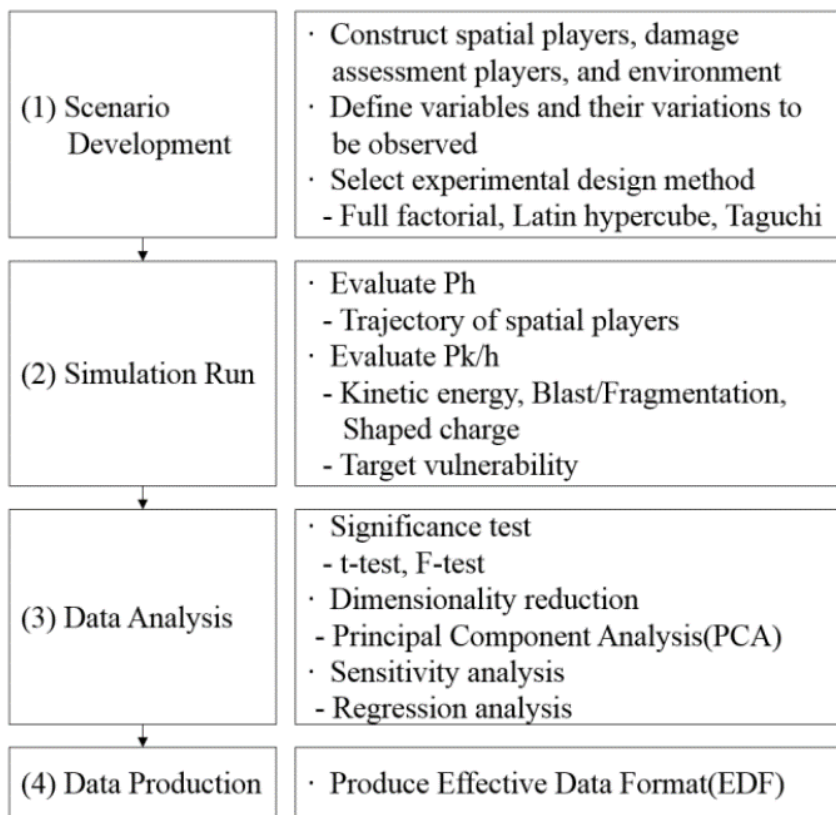 (1) Scenario
Development
· Construct spatial players, damage
assessment players, and environment
· Define variables and their variations to
be observed
· Select experimental design method
- Full factorial, Latin hypercube, Taguchi
(2) Simulation Run
· Evaluate Ph
- Trajectory of spatial players
· Evaluate Pk/h
- Kinetic energy, Blast/Fragmentation,
Shaped charge
- Target vulnerability
(3) Data Analysis
· Significance test
- t-test, F-test
· Dimensionality reduction
- Principal Component Analysis(PCA)
· Sensitivity analysis
- Regression analysis
(4) Data Production
· Produce Effective Data Format(EDF)